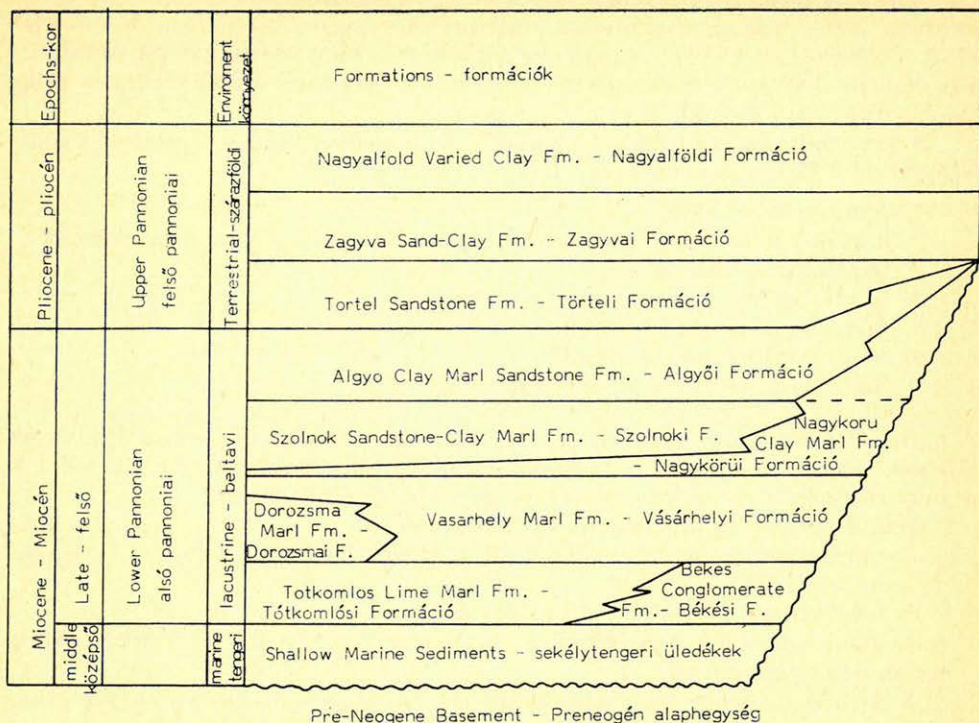 Epochs-kor
Enviroment
környezet
Formations - formációk
Pliocene - pliocén
Upper Pannonian
felső pannoniai
Terrestrial-szárazföldi
Nagyalfold Varied Clay Fm. - Nagyalföldi Formáció
Zagyva Sand-Clay Fm. - Zagyvai Formáció
Tortel Sandstone Fm. - Törteli Formáció
Miocene - Miocén
Late - felső
Lower Pannonian
alsó pannoniai
lacustrine - beltavi
Algyo Clay Marl Sandstone Fm. - Algyői Formáció
Szolnok Sandstone-Clay Marl Fm. - Szolnoki F.
Nagykoru
Clay Marl Fm.
- Nagykörüi Formáció
Dorozsma
Marl Fm. -
Dorozsmai F.
Vasarhely Marl Fm. - Vásárhelyi Formáció
Totkomlos Lime Marl Fm. -
Tótkomlósi Formáció
Bekes
Conglomerate
Fm. - Békési F.
middle
középső
marine
tengeri
Shallow Marine Sediments - sekélytengeri üledékek
Pre-Neogene Basement - Preneogén alaphegység